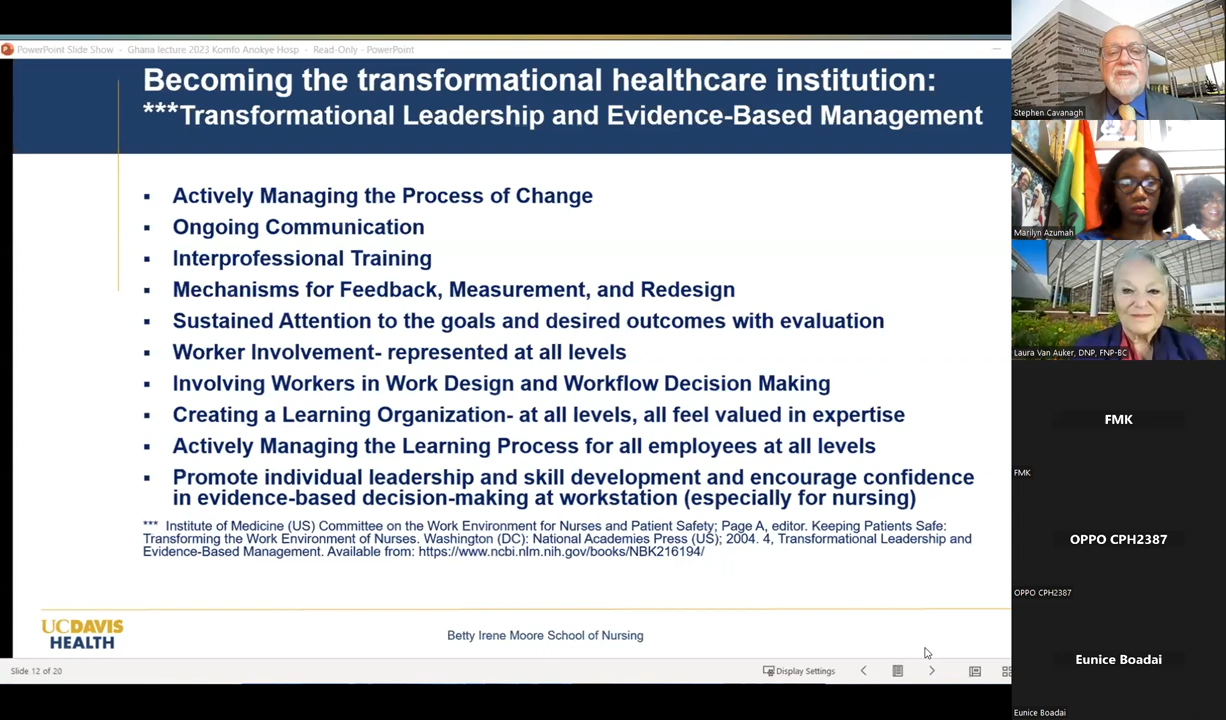 PowerPoint Slide Show - Ghana lecture 2023 Komfo Anokye Hosp - Read-Only - PowerPoint
Becoming the transformational healthcare institution:
***Transformational Leadership and Evidence-Based Management
▪ Actively Managing the Process of Change
▪ Ongoing Communication
▪ Interprofessional Training
▪ Mechanisms for Feedback, Measurement, and Redesign
▪ Sustained Attention to the goals and desired outcomes with evaluation
▪ Worker Involvement- represented at all levels
▪ Involving Workers in Work Design and Workflow Decision Making
▪ Creating a Learning Organization- at all levels, all feel valued in expertise
▪ Actively Managing the Learning Process for all employees at all levels
▪ Promote individual leadership and skill development and encourage confidence
in evidence-based decision-making at workstation (especially for nursing)
*** Institute of Medicine (US) Committee on the Work Environment for Nurses and Patient Safety; Page A, editor. Keeping Patients Safe:
Transforming the Work Environment of Nurses. Washington (DC): National Academies Press (US); 2004. 4, Transformational Leadership and
Evidence-Based Management. Available from: https://www.ncbi.nlm.nih.gov/books/NBK216194/
UCDAVIS
HEALTH
Betty Irene Moore School of Nursing
Slide 12 of 20
Display Settings
Stephen Cavanagh
Marilyn Azumah
Laura Van Auker, DNP, FNP-BC
FMK
FMK
OPPO CPH2387
OPPO CPH2387
Eunice Boadai
Eunice Boadai